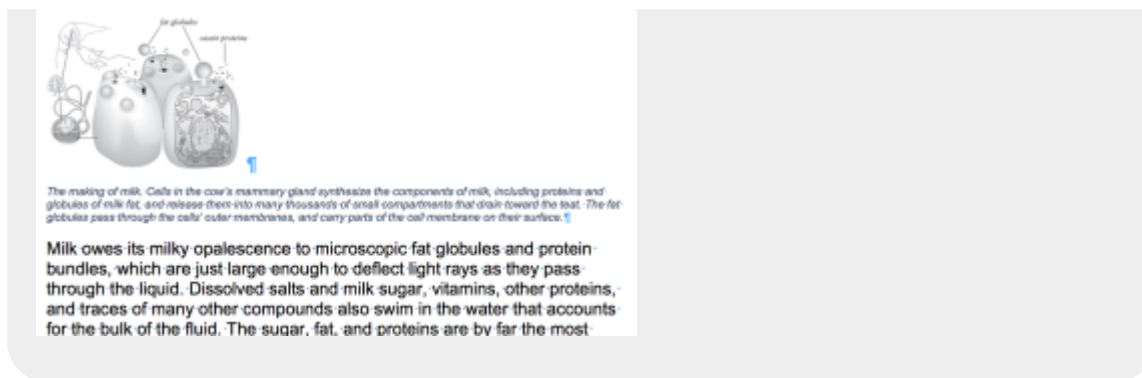 fat globules
casein proteins
The making of milk. Cells in the cow's mammary gland synthesize the components of milk, including proteins and
globules of milk fat, and release them into many thousands of small compartments that drain toward the teat. The fat
globules pass through the cells' outer membranes, and carry parts of the cell membrane on their surface.¶
Milk owes its milky opalescence to microscopic fat globules and protein
bundles, which are just large enough to deflect light rays as they pass
through the liquid. Dissolved salts and milk sugar, vitamins, other proteins,
and traces of many other compounds also swim in the water that accounts
for the bulk of the fluid. The sugar, fat, and proteins are by far the most